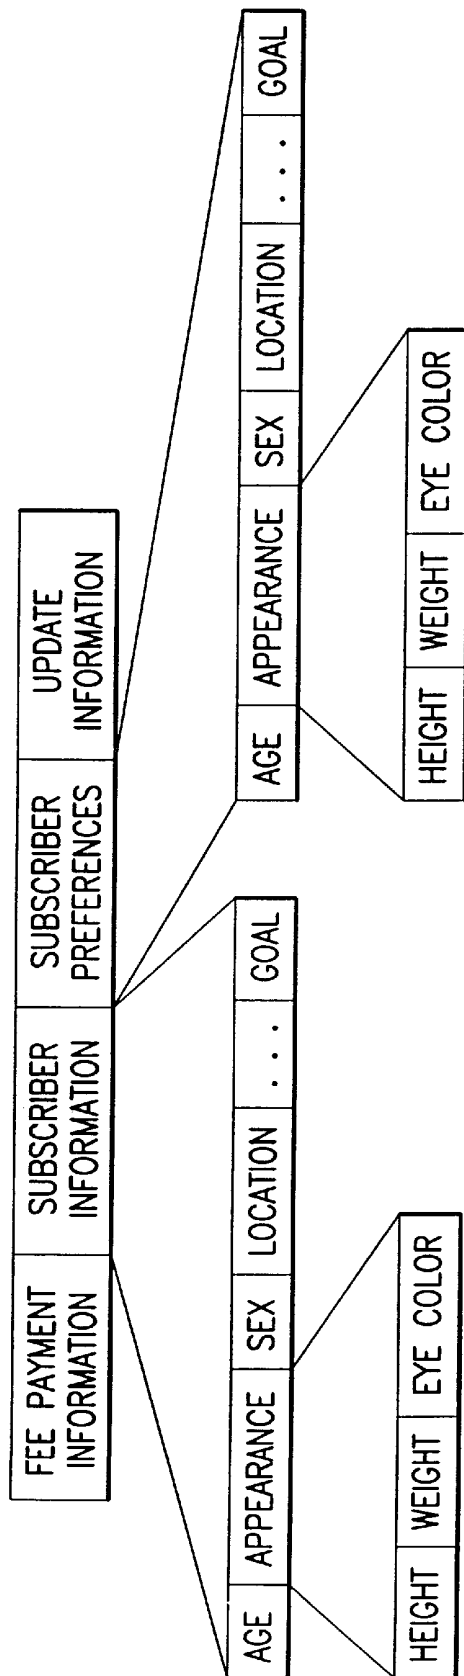 FEE PAYMENT
INFORMATION
SUBSCRIBER
INFORMATION
SUBSCRIBER
PREFERENCES
UPDATE
INFORMATION
AGE
APPEARANCE
SEX
LOCATION
. . .
GOAL
AGE
APPEARANCE
SEX
LOCATION
. . .
GOAL
HEIGHT
WEIGHT
EYE COLOR
HEIGHT
WEIGHT
EYE COLOR